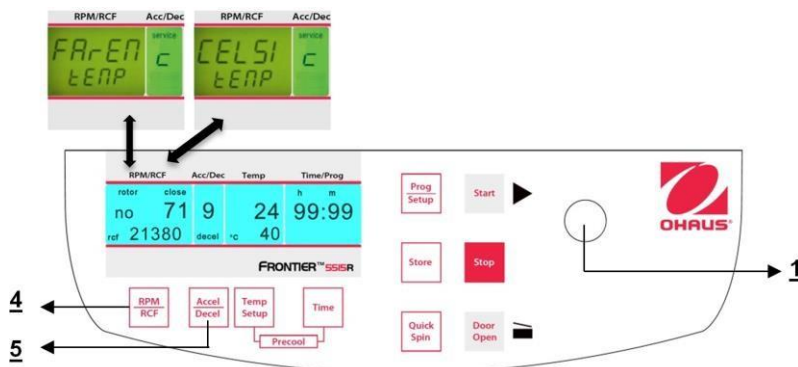 RPM/RCF Acc/Dec RPM/RCF Acc/Dec
service service
FArEN C CELSI C
tEMP tEMP
RPM/RCF Acc/Dec Temp Time/Prog
rotor close h m
no 71 9 24 99:99
rcf 21380 decel °C 40
FRONTIER™ 5515R
Prog
Setup
Start
OHAUS®
Store
Stop
1
4
RPM
RCF
Accel
Decel
Temp
Setup
Time
Quick
Spin
Door
Open
5
Precool